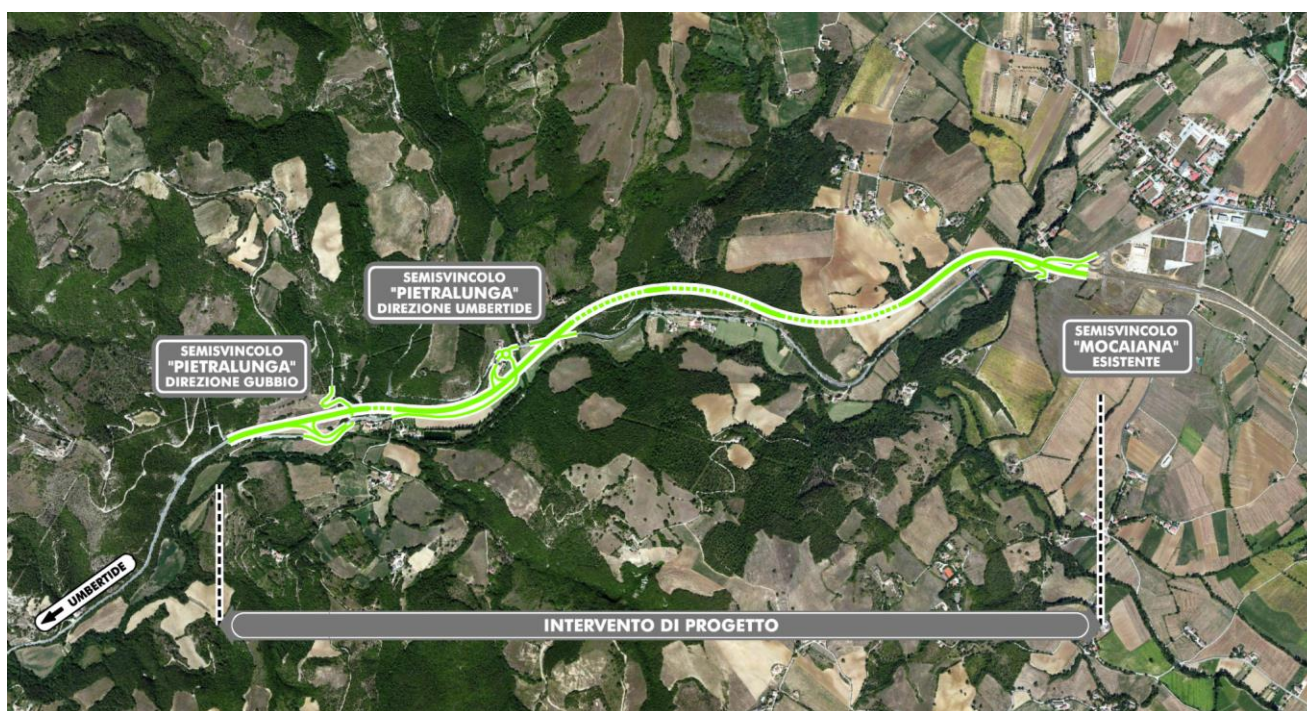 SEMISVINCOLO
"PIETRALUNGA"
DIREZIONE UMBERTIDE
SEMISVINCOLO
"PIETRALUNGA"
DIREZIONE GUBBIO
SEMISVINCOLO
"MOCAIANA"
ESISTENTE
UMBERTIDE
INTERVENTO DI PROGETTO